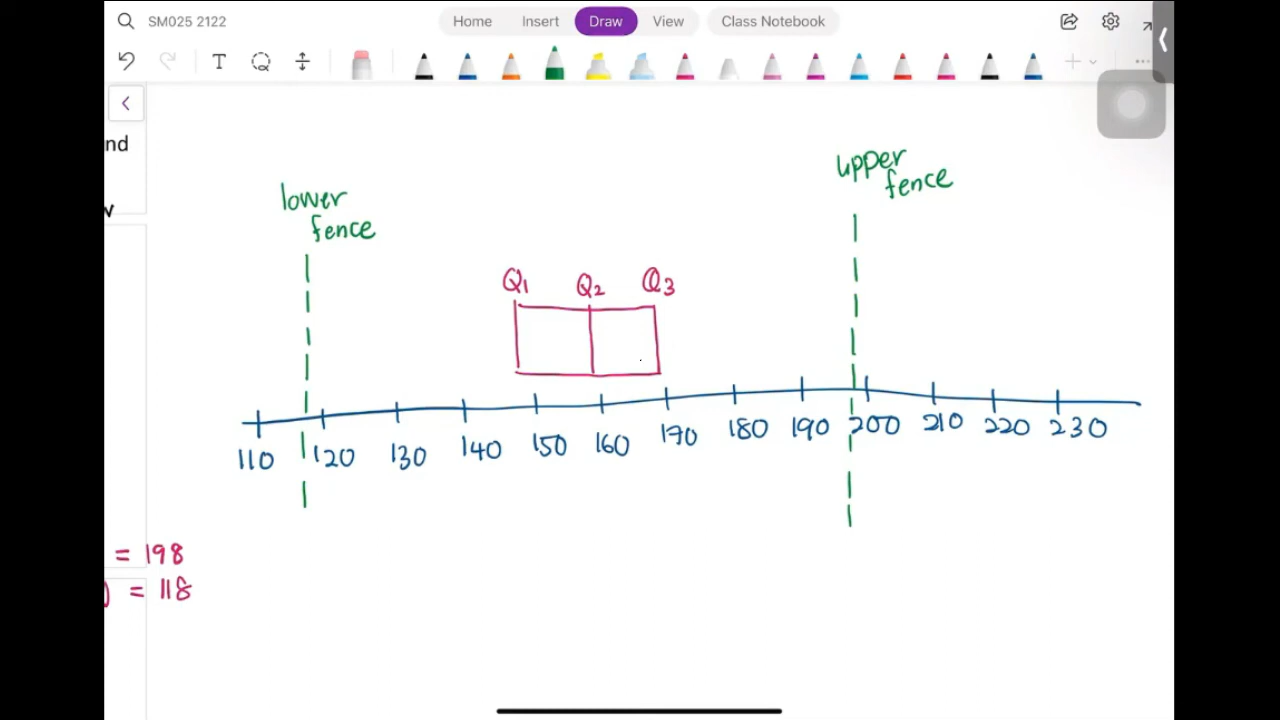 SM025 2122
Home Insert Draw View Class Notebook
T
nd
upper
fence
lower
fence
Q1 Q2 Q3
110 120 130 140 150 160 170 180 190 200 210 220 230
= 198
) = 118